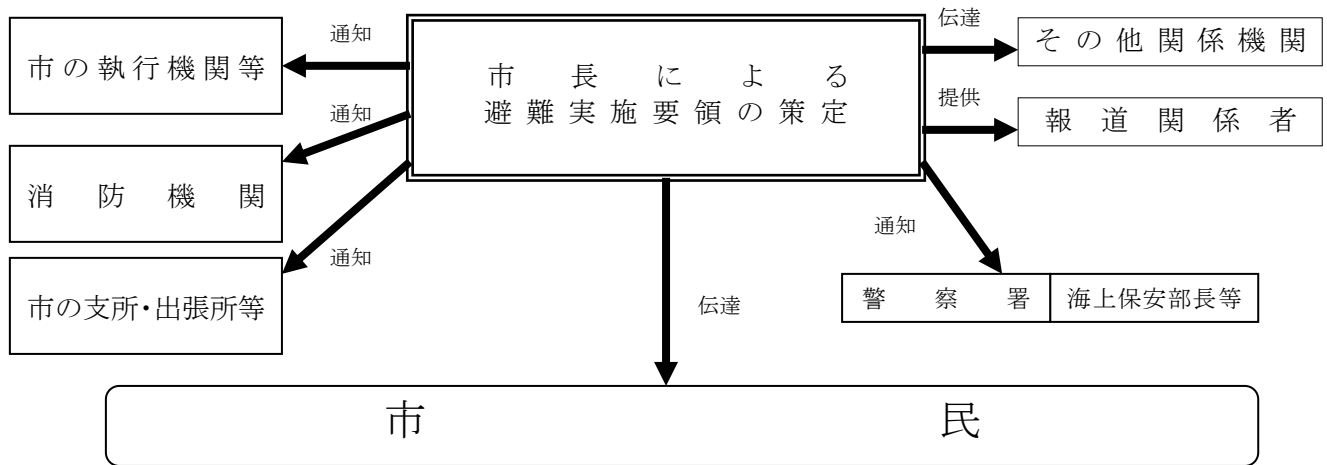 伝達
通知
その他関係機関
市の執行機関等
市長による
避難実施要領の策定
提供
通知
報道関係者
消防機関
通知
通知
市の支所・出張所等
伝達
警察署
海上保安部長等
市民